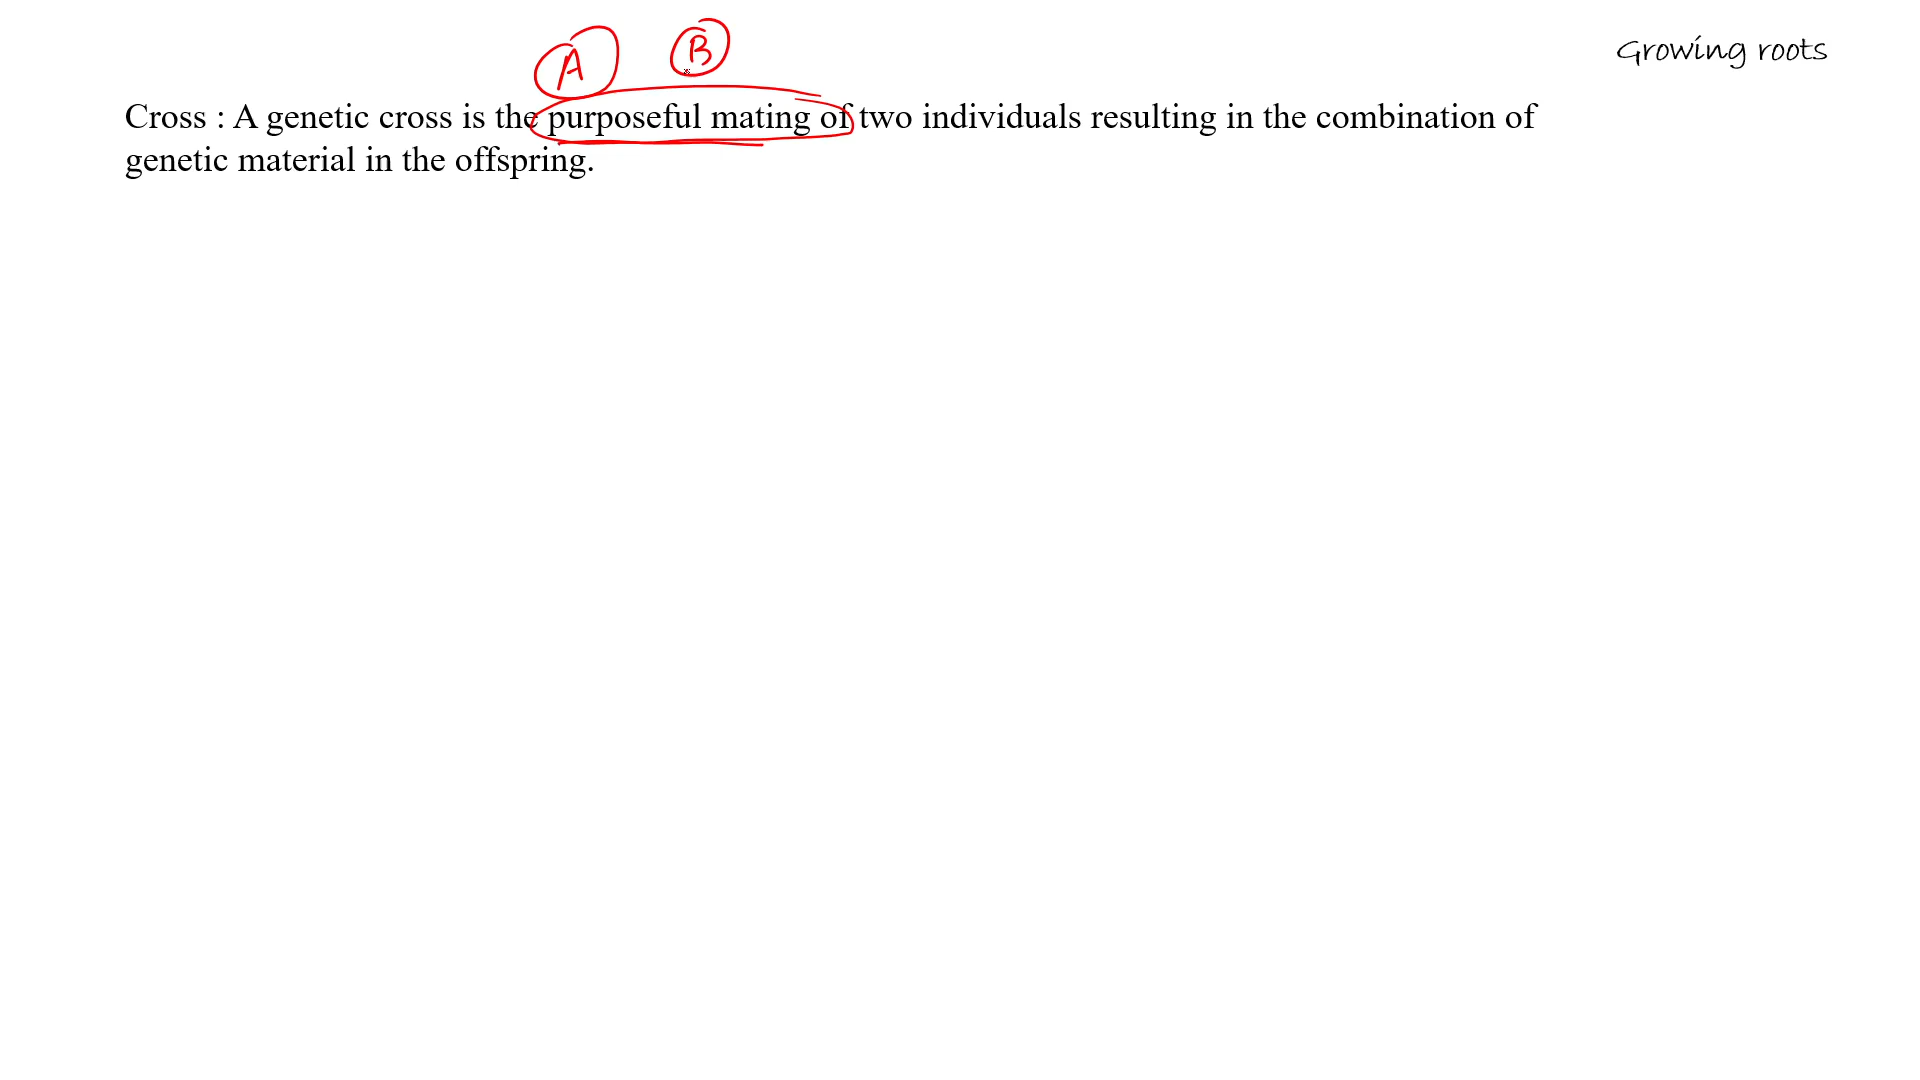 A B
Growing roots
Cross : A genetic cross is the purposeful mating of two individuals resulting in the combination of
genetic material in the offspring.